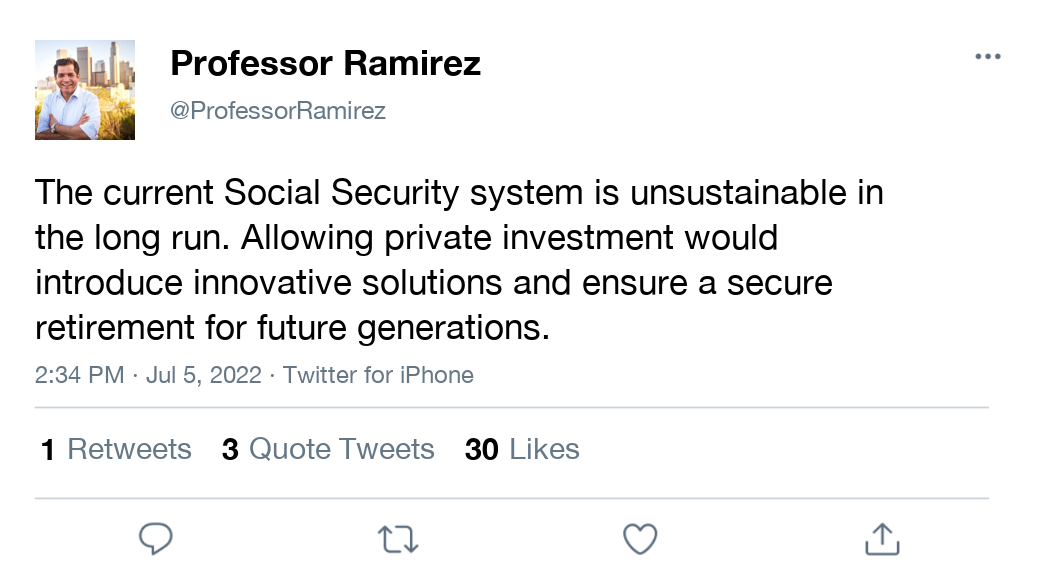 Professor Ramirez
@ProfessorRamirez
The current Social Security system is unsustainable in
the long run. Allowing private investment would
introduce innovative solutions and ensure a secure
retirement for future generations.
2:34 PM · Jul 5, 2022 · Twitter for iPhone
1 Retweets 3 Quote Tweets 30 Likes